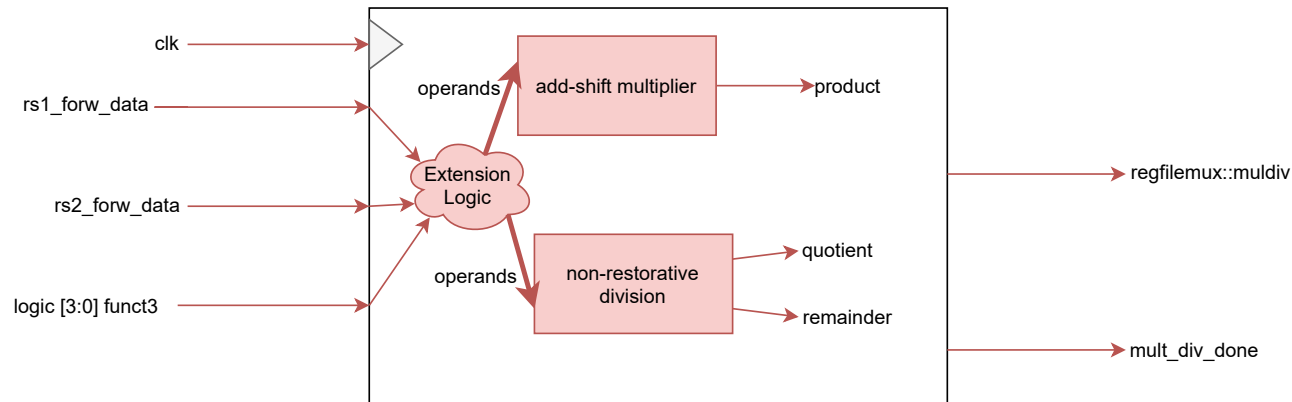 clk
rs1_forw_data
rs2_forw_data
logic [3:0] funct3
Extension
Logic
operands
add-shift multiplier
product
operands
non-restorative
division
quotient
remainder
regfilemux::muldiv
mult_div_done